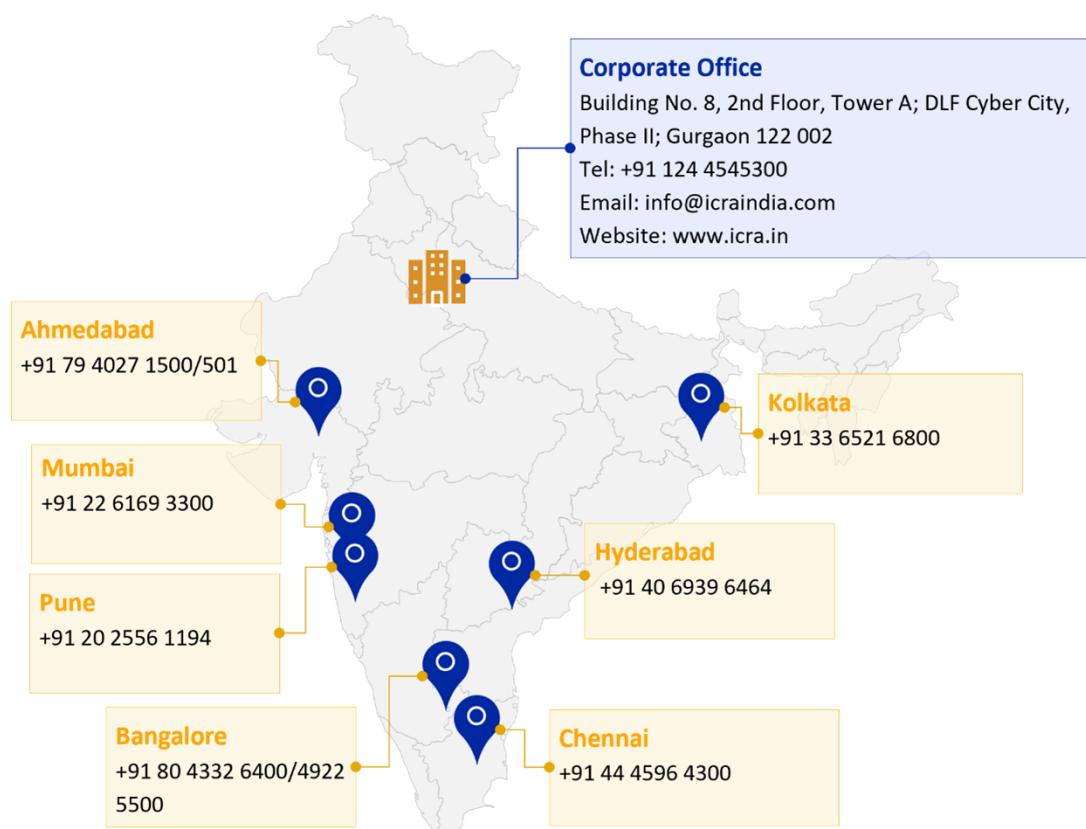 Corporate Office
Building No. 8, 2nd Floor, Tower A; DLF Cyber City,
Phase II; Gurgaon 122 002
Tel: +91 124 4545300
Email: info@icraindia.com
Website: www.icra.in
Ahmedabad
+91 79 4027 1500/501
Kolkata
+91 33 6521 6800
Mumbai
+91 22 6169 3300
Hyderabad
+91 40 6939 6464
Pune
+91 20 2556 1194
Bangalore
+91 80 4332 6400/4922
5500
Chennai
+91 44 4596 4300